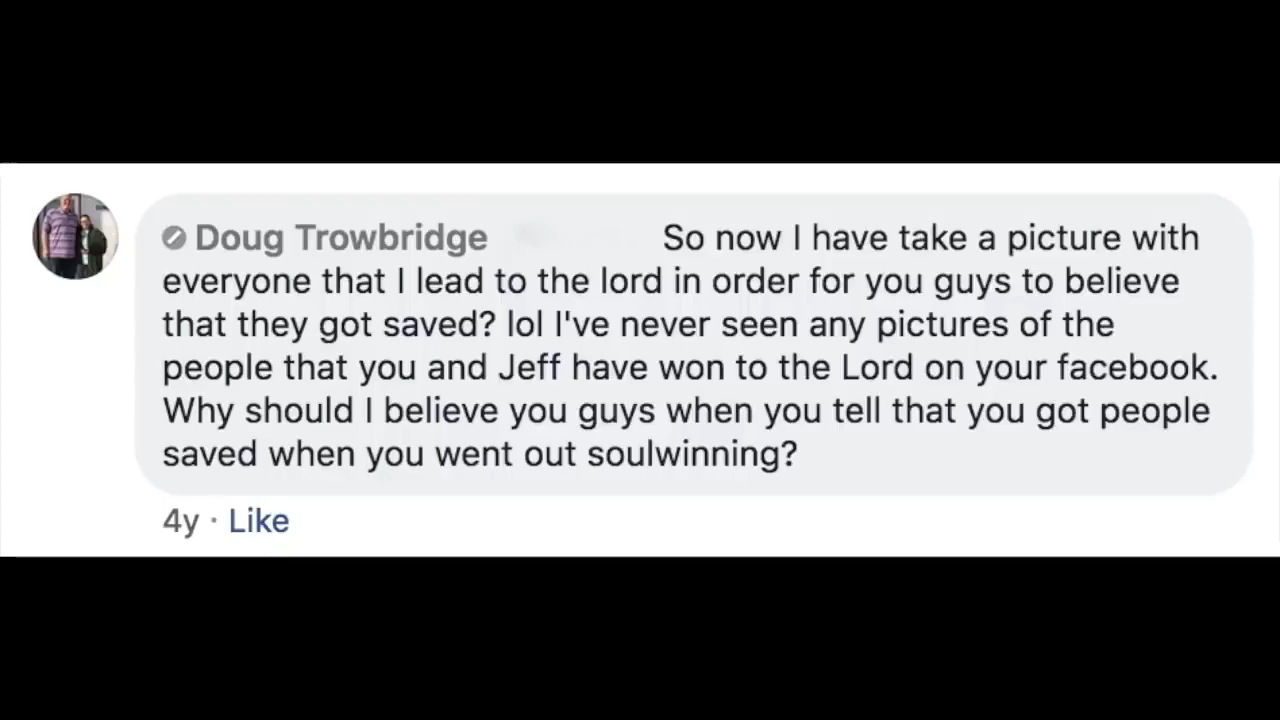 Doug Trowbridge So now I have take a picture with
everyone that I lead to the lord in order for you guys to believe
that they got saved? lol I've never seen any pictures of the
people that you and Jeff have won to the Lord on your facebook.
Why should I believe you guys when you tell that you got people
saved when you went out soulwinning?
4y · Like